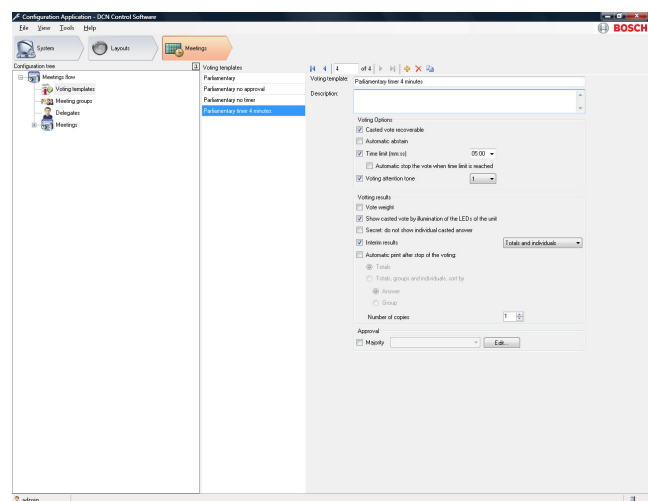 Configuration Application - DCN Control Software
File View Tools Help
BOSCH
System
Layouts
Meetings
Configuration tree
Meetings flow
Voting templates
Meeting groups
Delegates
Meetings
Voting templates
Parliamentary
Parliamentary no approval
Parliamentary no timer
Parliamentary timer 4 minutes
4 of 4
Voting template: Parliamentary timer 4 minutes
Description:
Voting Options
Casted vote recoverable
Automatic abstain
Time limit (mm:ss) 05:00
Automatic stop the vote when time limit is reached
Voting attention tone 1
Voting results
Vote weight
Show casted vote by illumination of the LEDs of the unit
Secret: do not show individual casted answer
Interim results Totals and individuals
Automatic print after stop of the voting:
Totals
Totals, groups and individuals, sort by
Answer
Group
Number of copies 1
Approval
Majority Edit...
admin